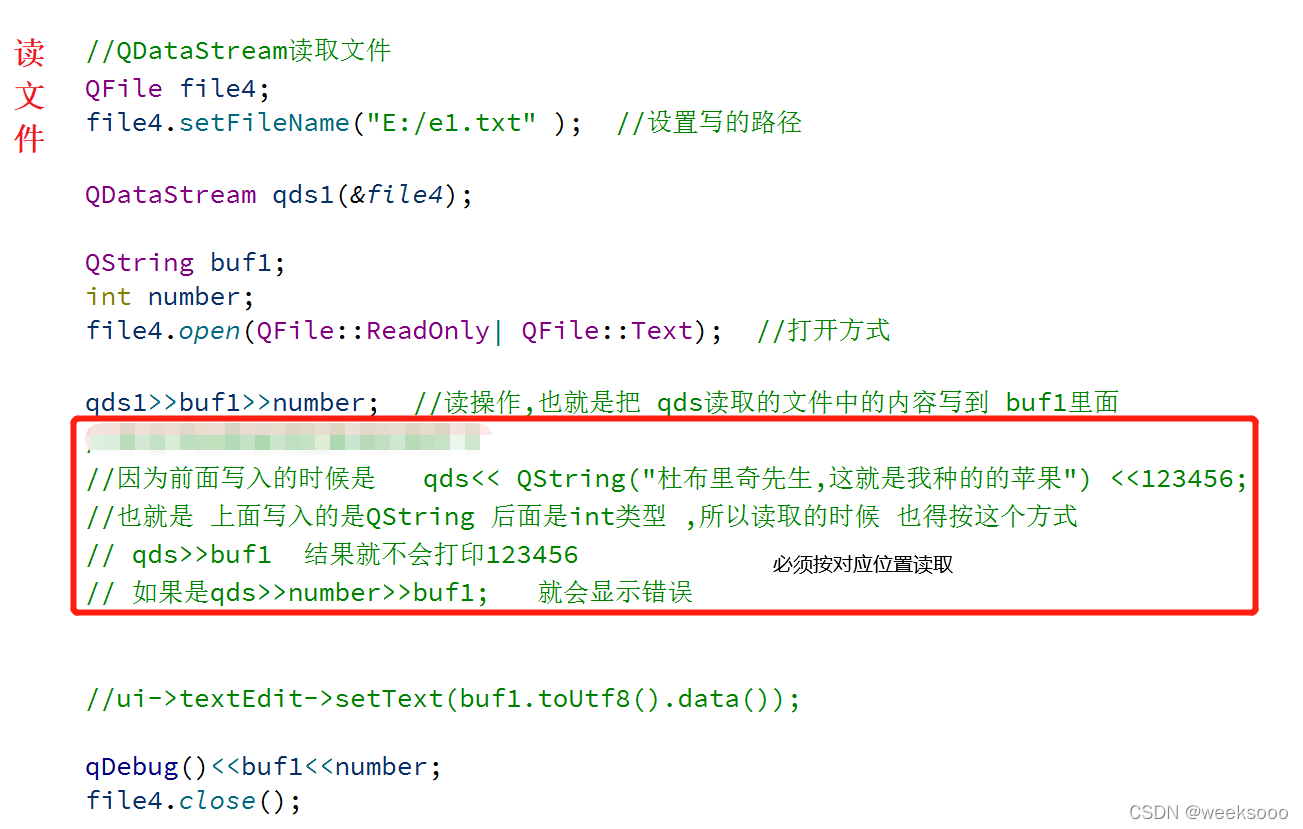 读文件
//QDataStream读取文件
QFile file4;
file4.setFileName("E:/e1.txt" );  //设置写的路径
QDataStream qds1(&file4);
QString buf1;
int number;
file4.open(QFile::ReadOnly| QFile::Text);  //打开方式
qds1>>buf1>>number;  //读操作,也就是把 qds读取的文件中的内容写到 buf1里面
//因为前面写入的时候是   qds<< QString("杜布里奇先生,这就是我种的的苹果") <<123456;
//也就是 上面写入的是QString 后面是int类型 ,所以读取的时候 也得按这个方式
// qds>>buf1  结果就不会打印123456
必须按对应位置读取
// 如果是qds>>number>>buf1;   就会显示错误
//ui->textEdit->setText(buf1.toUtf8().data());
qDebug()<<buf1<<number;
file4.close();
CSDN @weeksooo